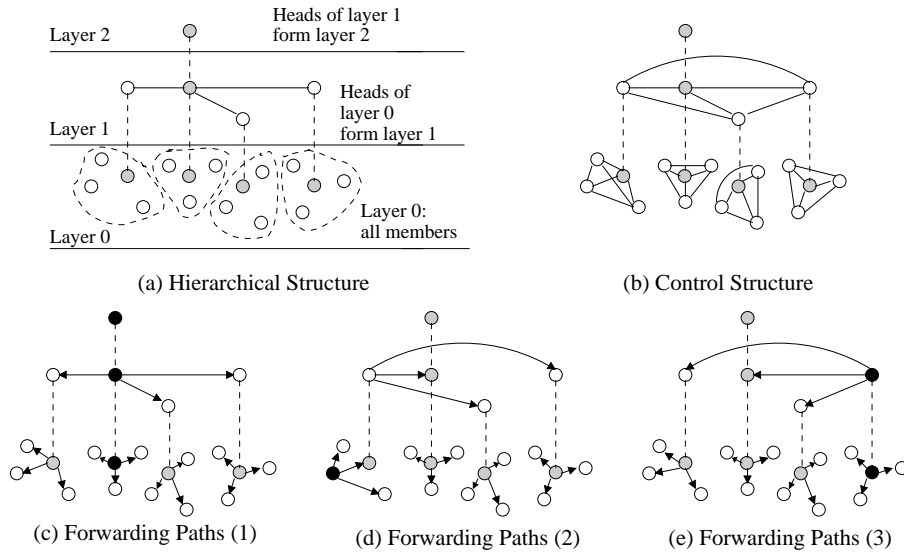 Layer 2
Heads of layer 1
form layer 2
Heads of
layer 0
form layer 1
Layer 1
Layer 0:
all members
Layer 0
(a) Hierarchical Structure
(b) Control Structure
(c) Forwarding Paths (1)
(d) Forwarding Paths (2)
(e) Forwarding Paths (3)